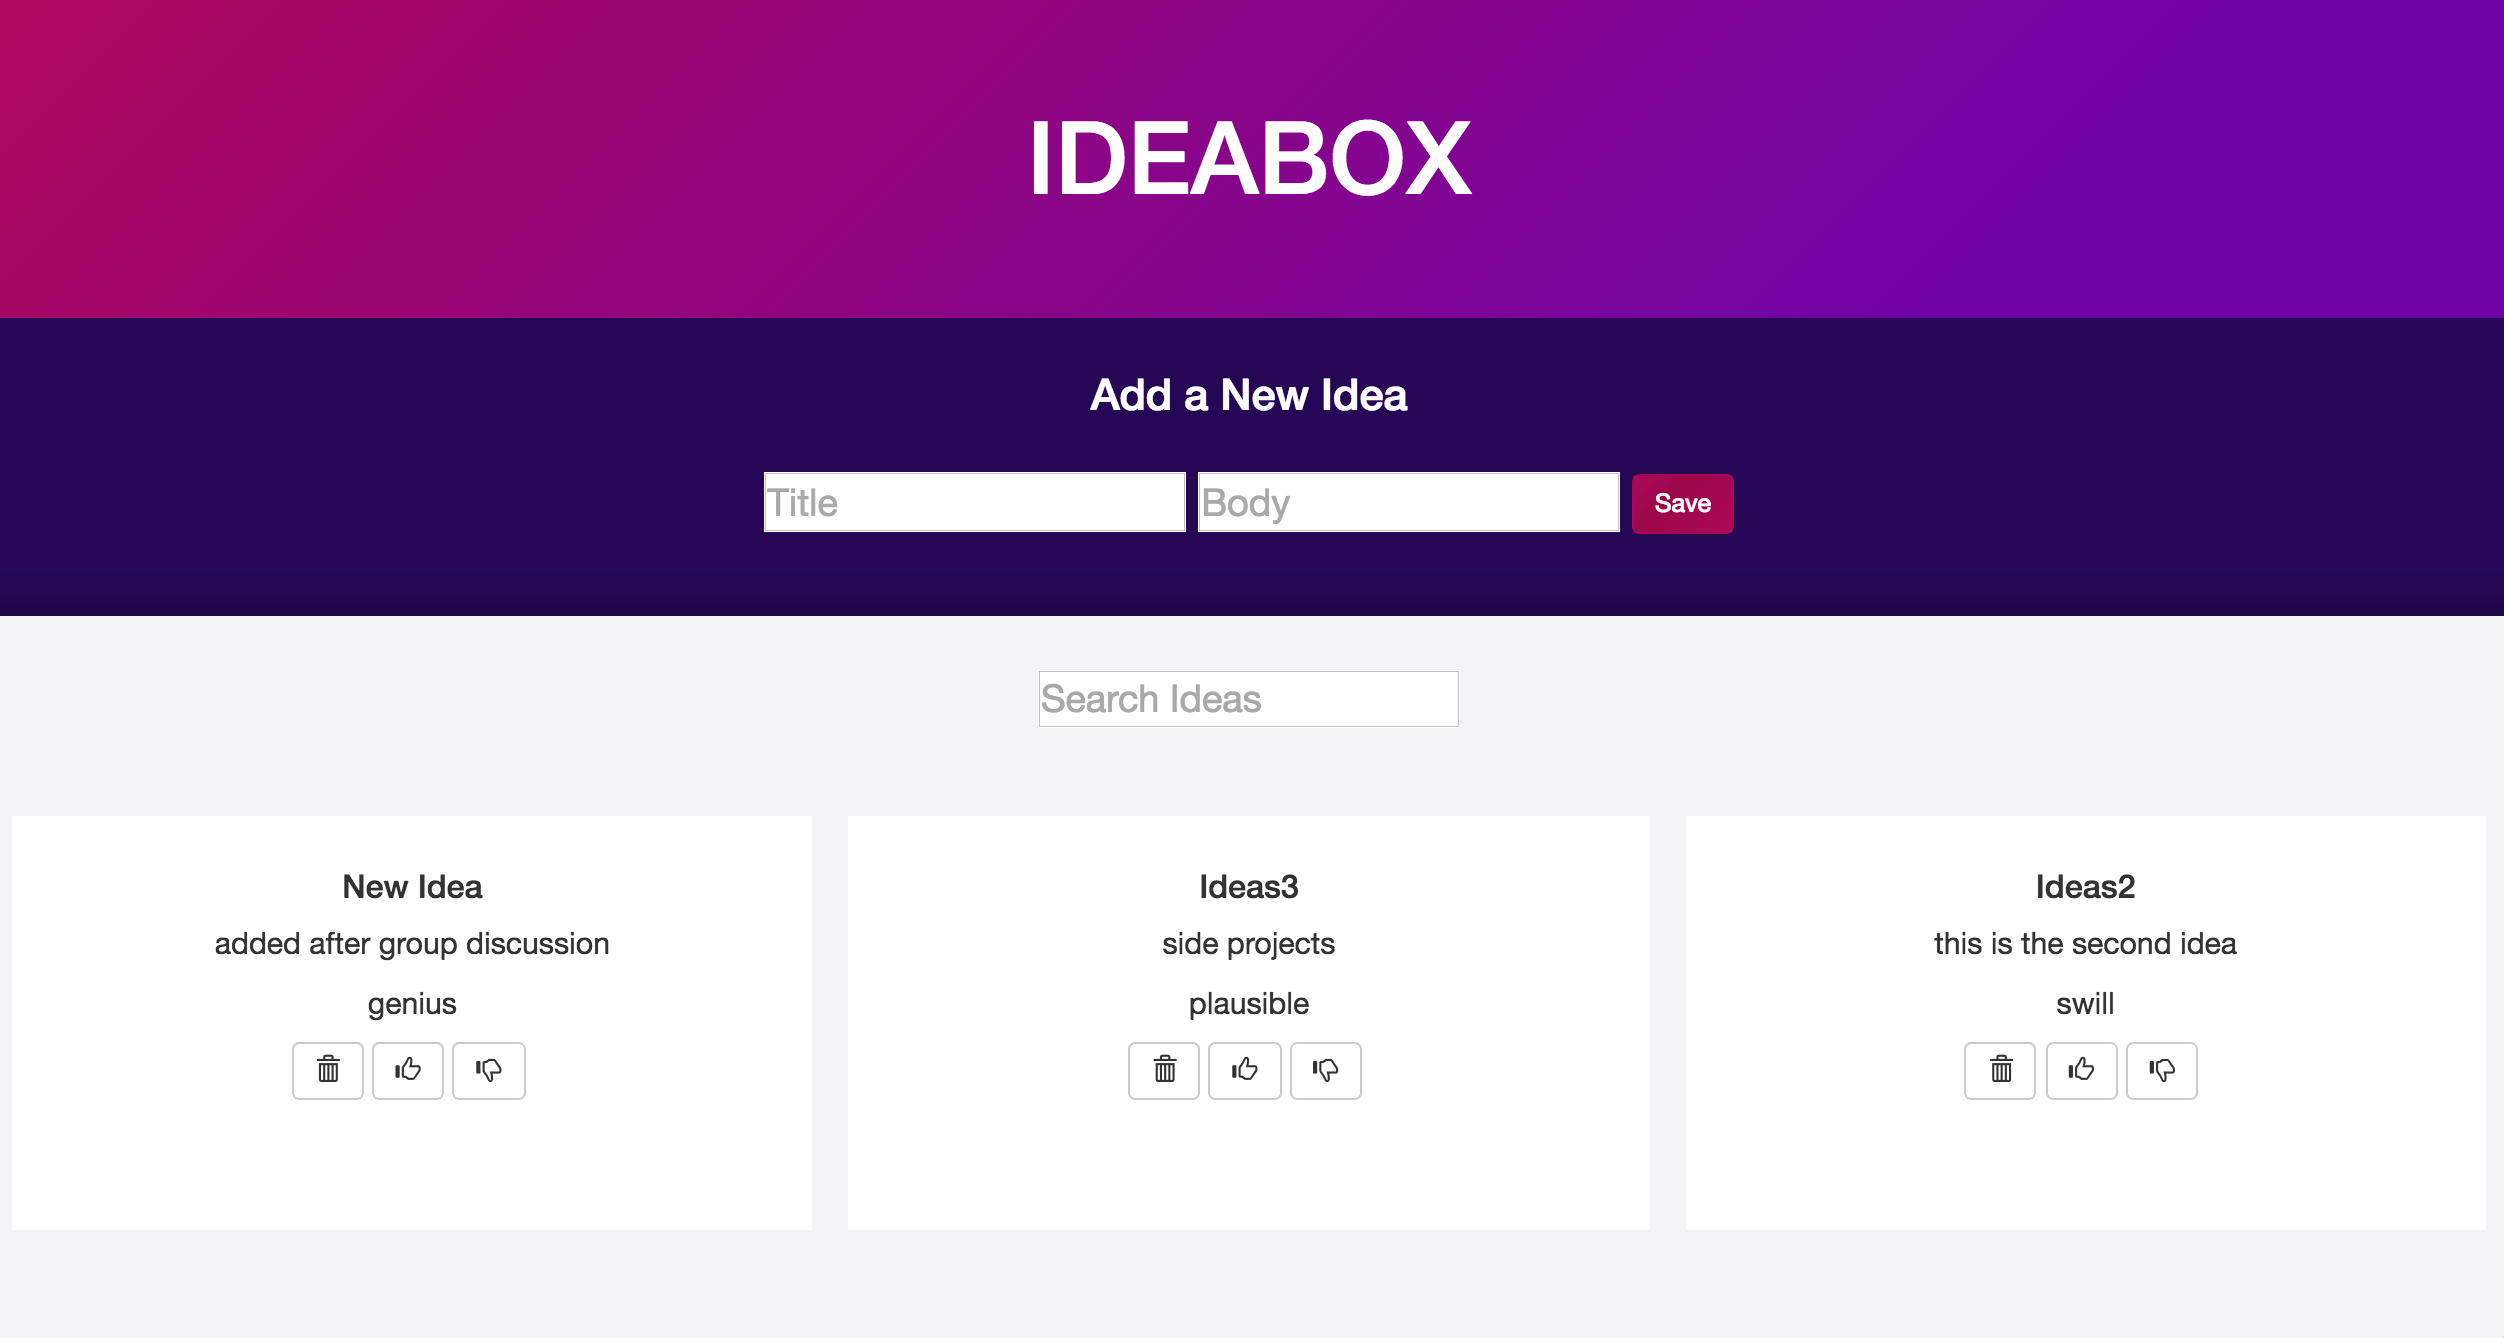 IDEABOX
Add a New Idea
Title Body Save
Search Ideas
New Idea
added after group discussion
genius
Ideas3
side projects
plausible
Ideas2
this is the second idea
swill